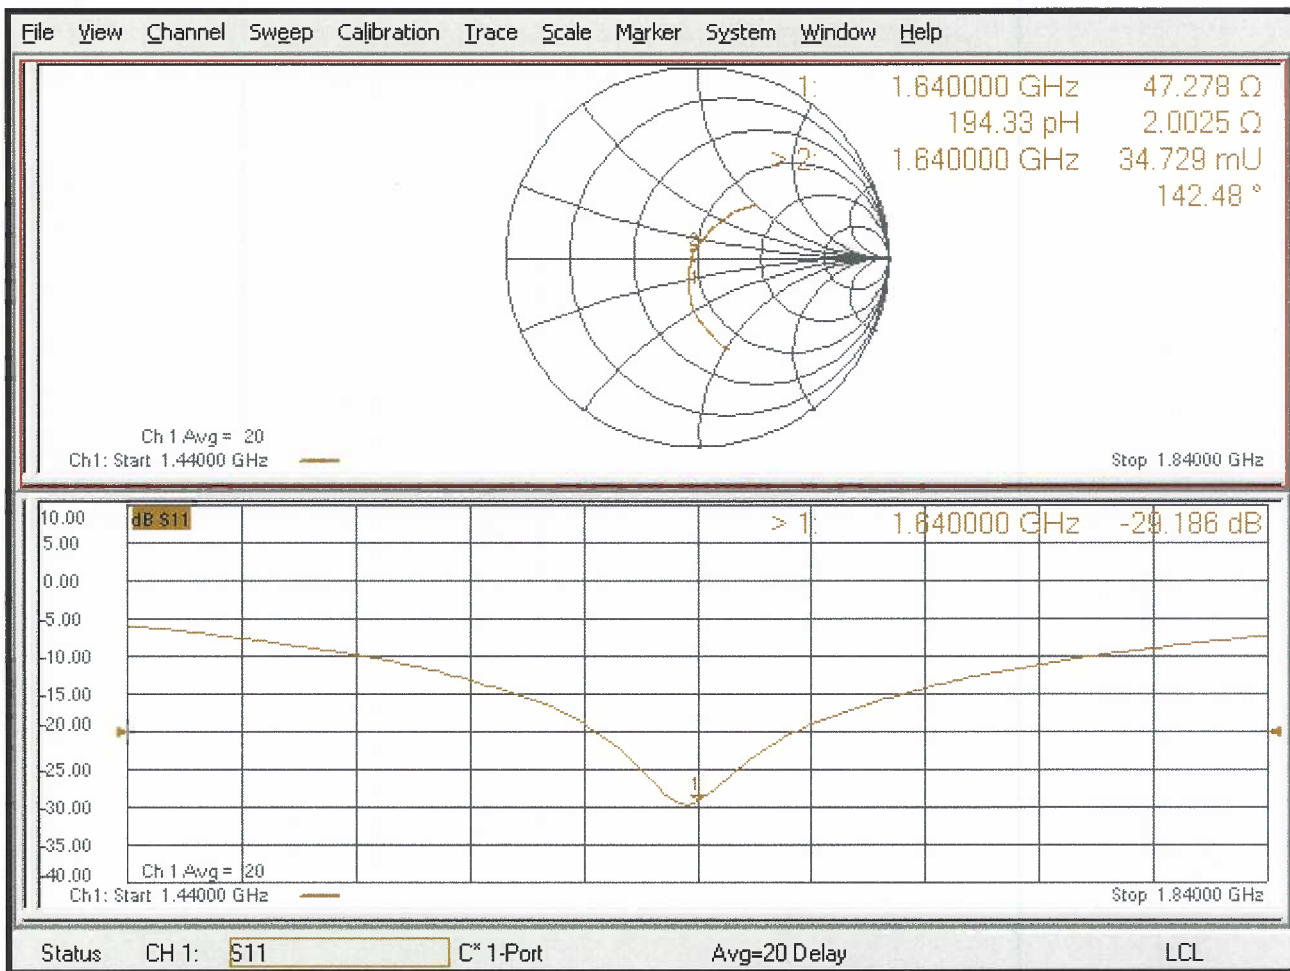 File View Channel Sweep Calibration Trace Scale Marker System Window Help
1: 1.640000 GHz 47.278 Ω
194.33 pH 2.0025 Ω
> 2: 1.640000 GHz 34.729 mU
142.48 °
Ch 1 Avg = 20
Ch1: Start 1.44000 GHz
Stop 1.84000 GHz
10.00
dB S11
> 1: 1.640000 GHz -29.186 dB
5.00
0.00
-5.00
-10.00
-15.00
-20.00
-25.00
1
-30.00
-35.00
-40.00
Ch 1 Avg = 20
Ch1: Start 1.44000 GHz
Stop 1.84000 GHz
Status CH 1: S11 C* 1-Port Avg=20 Delay LCL